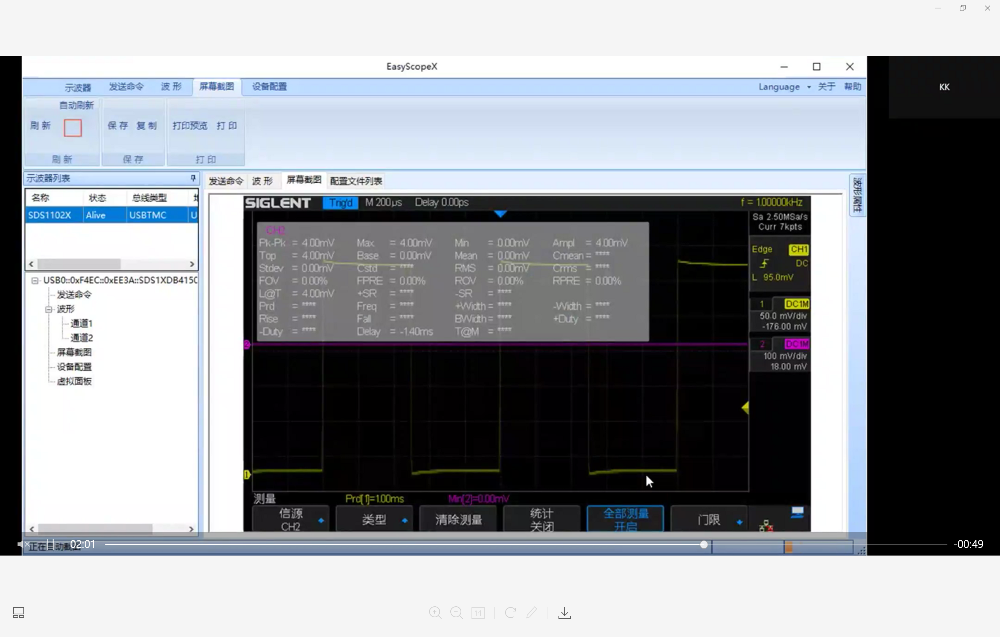 EasyScopeX
KK
示波器 发送命令 波 形 屏幕截图 设备配置 Language 关于 帮助
自动刷新
刷 新 保 存 复 制 打印预览 打 印
刷 新 保 存 打 印
示波器列表
发送命令 波 形 屏幕截图 配置文件列表
波形属性
名称 状态 总线类型
SDS1102X Alive USBTMC U
USB0::0xF4EC::0xEE3A::SDS1XDB415C
发送命令
波形
通道1
通道2
屏幕截图
设备配置
虚拟面板
SIGLENT Trig'd M 200μs Delay 0.00ps f = 1.00000kHz
Sa 2.50MSa/s
Curr 7kpts
Edge CH1
DC
L 95.0mV
1 DC1M
50.0 mV/div
-176.00 mV
2 DC1M
100 mV/div
18.00 mV
CH2
Pk-Pk = 4.00mV Max = 4.00mV Min = 0.00mV Ampl = 4.00mV
Top = 4.00mV Base = 0.00mV Mean = 0.00mV Cmean = ****
Stdev = 0.00mV Cstd = **** RMS = 0.00mV Crms = ****
FOV = 0.00% FPRE = 0.00% ROV = 0.00% RPRE = 0.00%
L@T = 4.00mV +SR = **** -SR = ****
Prd = **** Freq = **** +Width = **** -Width = ****
Rise = **** Fall = **** BWidth = **** +Duty = ****
-Duty = **** Delay = -1.40ms T@M = ****
2
1
测量 Prd[1]=1.00ms Min[2]=0.00mV
信源 CH2 类型 清除测量 统计 关闭 全部测量 开启 门限
正在自动截图
02:01 -00:49
1:1